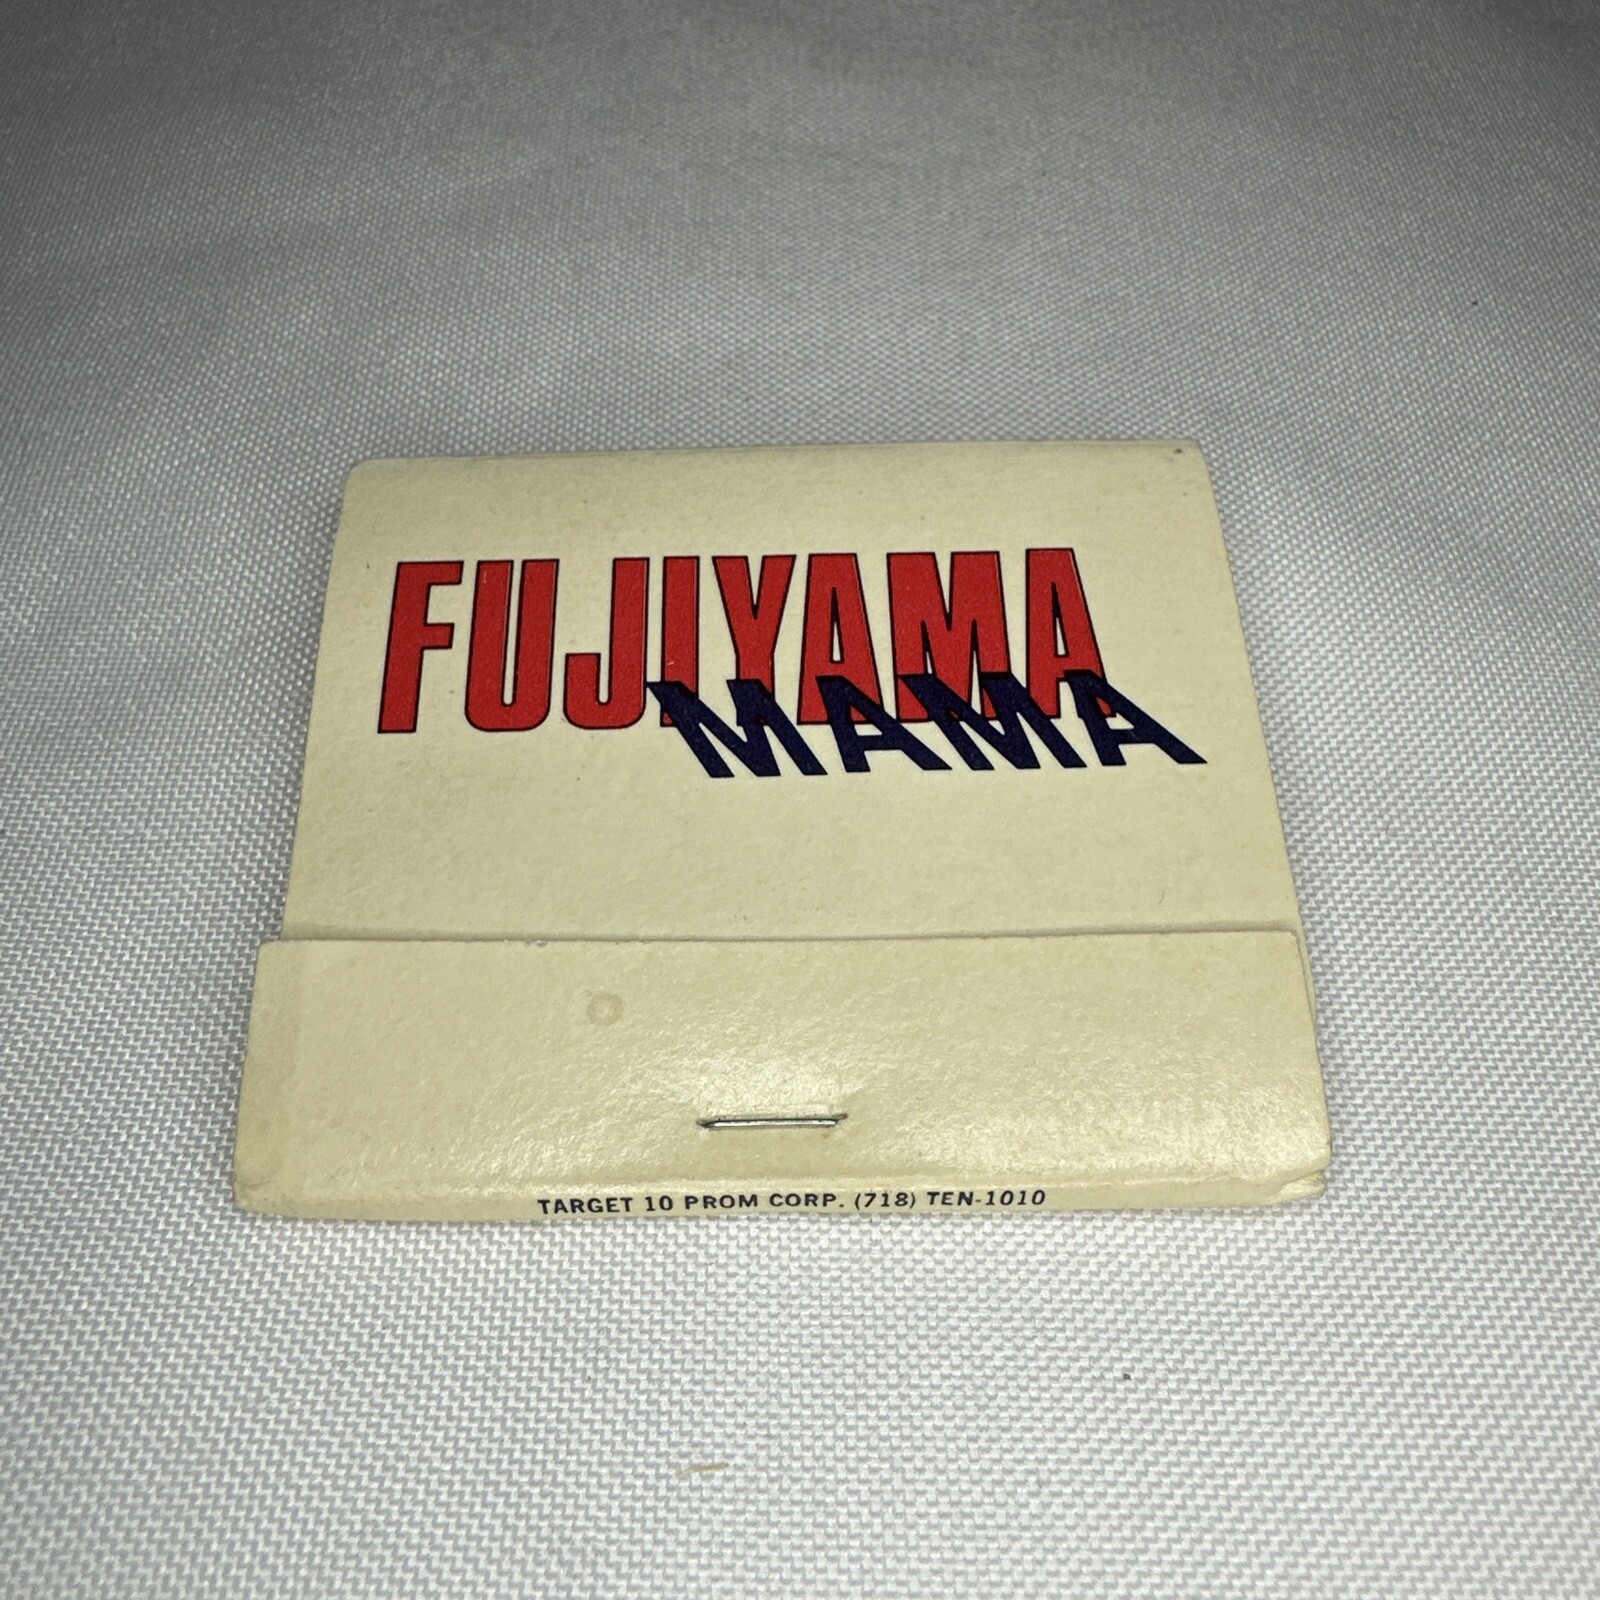 FUJIYAMA
MAMA
TARGET 10 PROM CORP. (718) TEN-1010